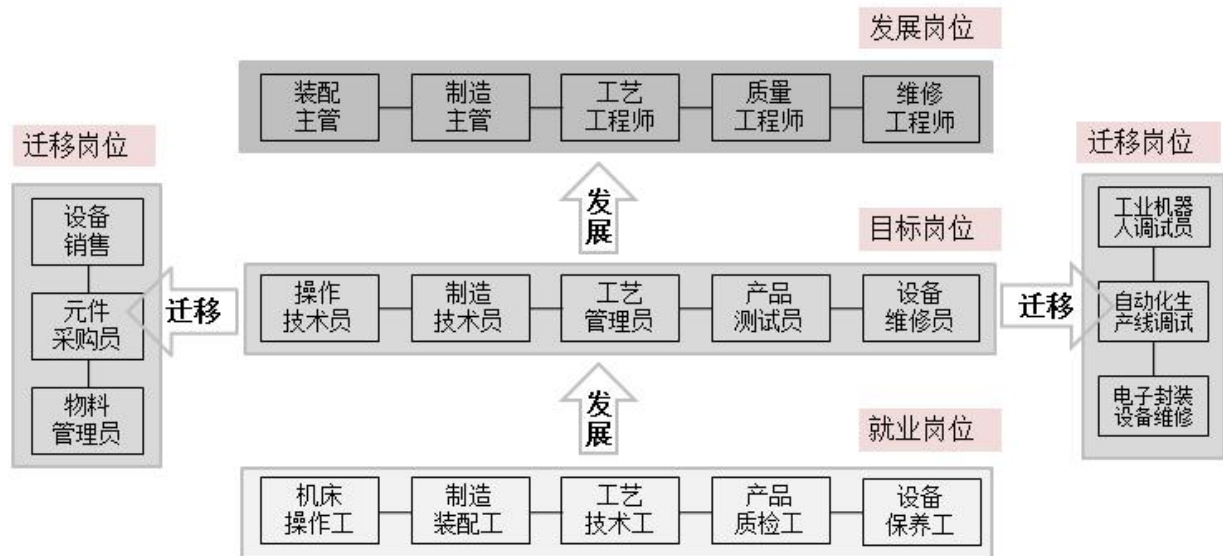 发展岗位
装配
主管
制造
主管
工艺
工程师
质量
工程师
维修
工程师
迁移岗位
设备
销售
元件
采购员
物料
管理员
迁移
发展
目标岗位
操作
技术员
制造
技术员
工艺
管理员
产品
测试员
设备
维修员
迁移
迁移岗位
工业机器
人调试员
自动化生
产线调试
电子封装
设备维修
发展
就业岗位
机床
操作工
制造
装配工
工艺
技术工
产品
质检工
设备
保养工